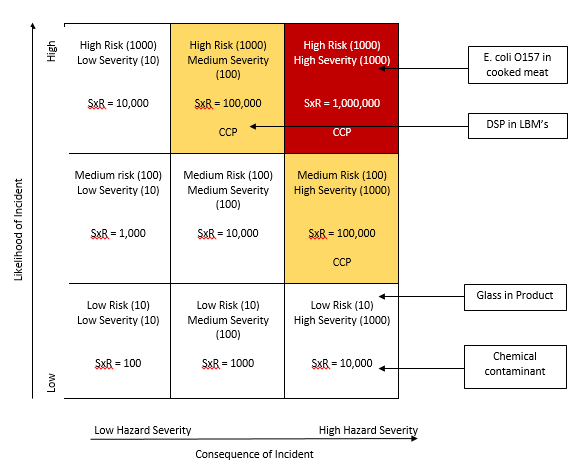 High
High Risk (1000)
Low Severity (10)
SxR = 10,000
High Risk (1000)
Medium Severity
(100)
SxR = 100,000
CCP
High Risk (1000)
High Severity (1000)
SxR = 1,000,000
CCP
E. coli O157 in
cooked meat
DSP in LBM's
Likelihood of Incident
Medium risk (100)
Low Severity (10)
SxR = 1,000
Medium Risk (100)
Medium Severity
(100)
SxR = 10,000
Medium Risk (100)
High Severity (1000)
SxR = 100,000
CCP
Low
Low Risk (10)
Low Severity (10)
SxR = 100
Low Risk (10)
Medium Severity
(100)
SxR = 1000
Low Risk (10)
High Severity (1000)
SxR = 10,000
Glass in Product
Chemical
contaminant
Low Hazard Severity
High Hazard Severity
Consequence of Incident